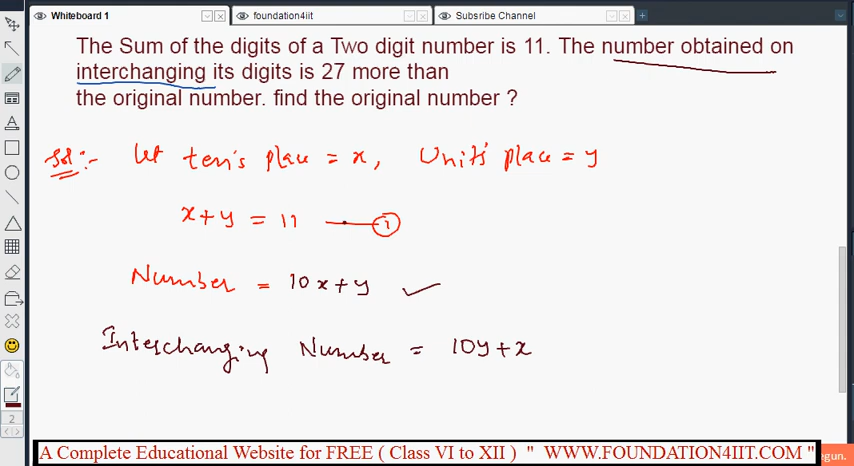 Whiteboard 1
foundation4iit
Subsribe Channel
The Sum of the digits of a Two digit number is 11. The number obtained on
interchanging its digits is 27 more than
the original number. find the original number ?
Sol:- let ten's place = x, Unit's place = y
x+y = 11 — 1
Number = 10x+y ✓
Interchanging Number = 10y+x
2
A Complete Educational Website for FREE ( Class VI to XII ) " WWW.FOUNDATION4IIT.COM "
egun.